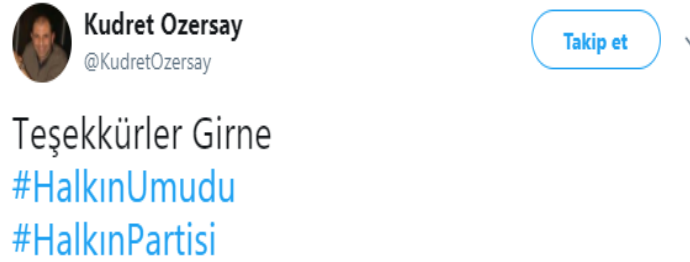 Kudret Ozersay
@KudretOzersay
Takip et
Teşekkürler Girne
#HalkınUmudu
#HalkınPartisi